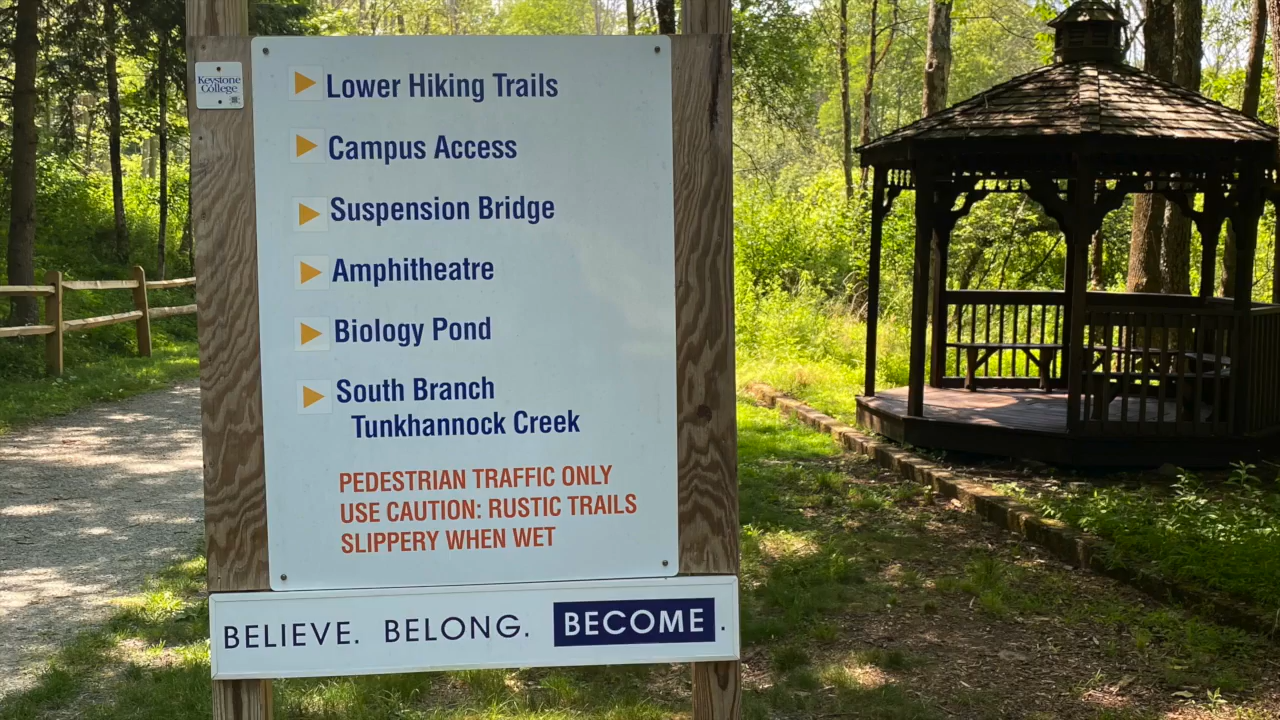 Keystone
College
Lower Hiking Trails
Campus Access
Suspension Bridge
Amphitheatre
Biology Pond
South Branch
Tunkhannock Creek
PEDESTRIAN TRAFFIC ONLY
USE CAUTION: RUSTIC TRAILS
SLIPPERY WHEN WET
BELIEVE. BELONG. BECOME.